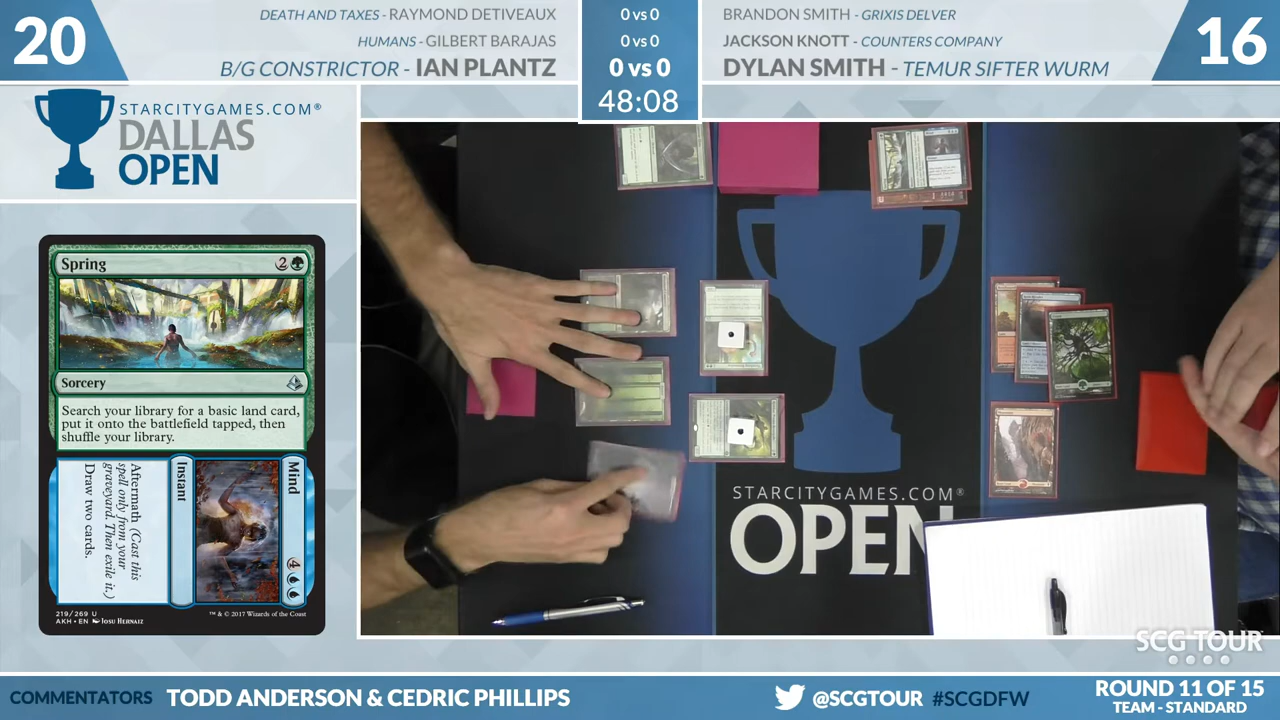 20
DEATH AND TAXES - RAYMOND DETIVEAUX
HUMANS - GILBERT BARAJAS
B/G CONSTRICTOR - IAN PLANTZ
0 vs 0
0 vs 0
0 vs 0
48:08
BRANDON SMITH - GRIXIS DELVER
JACKSON KNOTT - COUNTERS COMPANY
DYLAN SMITH - TEMUR SIFTER WURM
16
STARCITYGAMES.COM®
DALLAS
OPEN
Spring 2
Sorcery
Search your library for a basic land card,
put it onto the battlefield tapped, then
shuffle your library.
Mind 4
Instant
Aftermath (Cast this
spell only from your
graveyard. Then exile it.)
Draw two cards.
219/269 U
AKH • EN Iosu Hernaiz
™ & © 2017 Wizards of the Coast
STARCITYGAMES.COM®
OPEN
SCG TOUR
COMMENTATORS TODD ANDERSON & CEDRIC PHILLIPS
@SCGTOUR #SCGDFW
ROUND 11 OF 15
TEAM - STANDARD